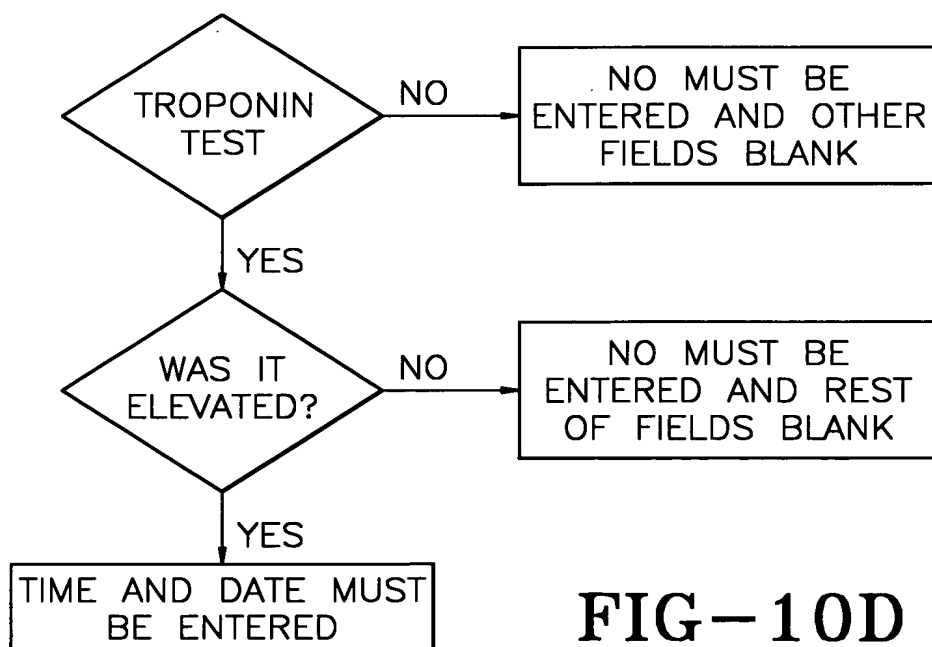 TROPONIN
TEST
NO
NO MUST BE
ENTERED AND OTHER
FIELDS BLANK
YES
WAS IT
ELEVATED?
NO
NO MUST BE
ENTERED AND REST
OF FIELDS BLANK
YES
TIME AND DATE MUST
BE ENTERED
FIG-10D